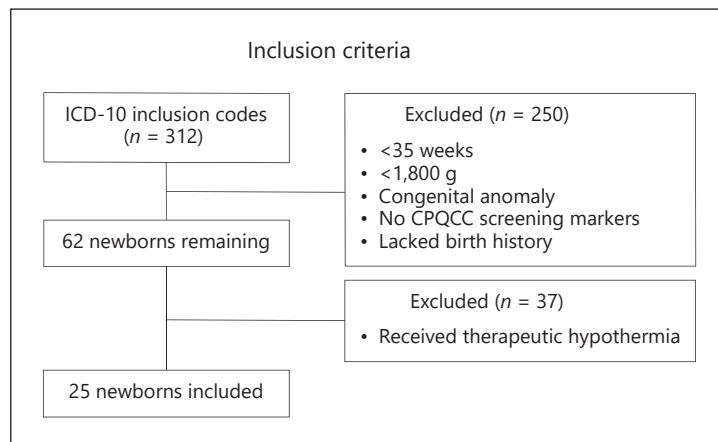 Inclusion criteria
ICD-10 inclusion codes
(n = 312)
Excluded (n = 250)
• <35 weeks
• <1,800 g
• Congenital anomaly
• No CPQCC screening markers
• Lacked birth history
62 newborns remaining
Excluded (n = 37)
• Received therapeutic hypothermia
25 newborns included